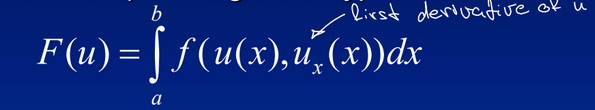 first derivative of u
F(u) = ∫_a^b f(u(x), u_x(x))dx